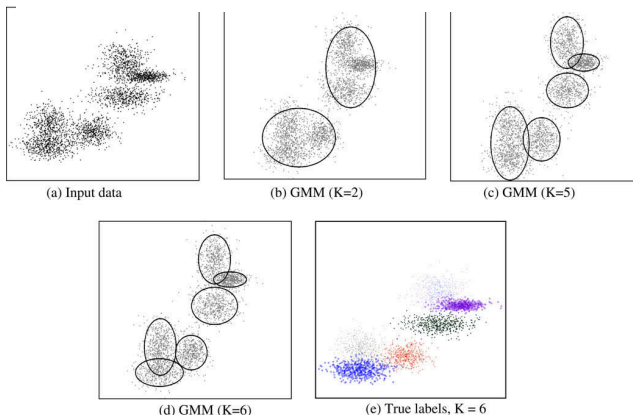 (a) Input data
(b) GMM (K=2)
(c) GMM (K=5)
(d) GMM (K=6)
(e) True labels, K = 6